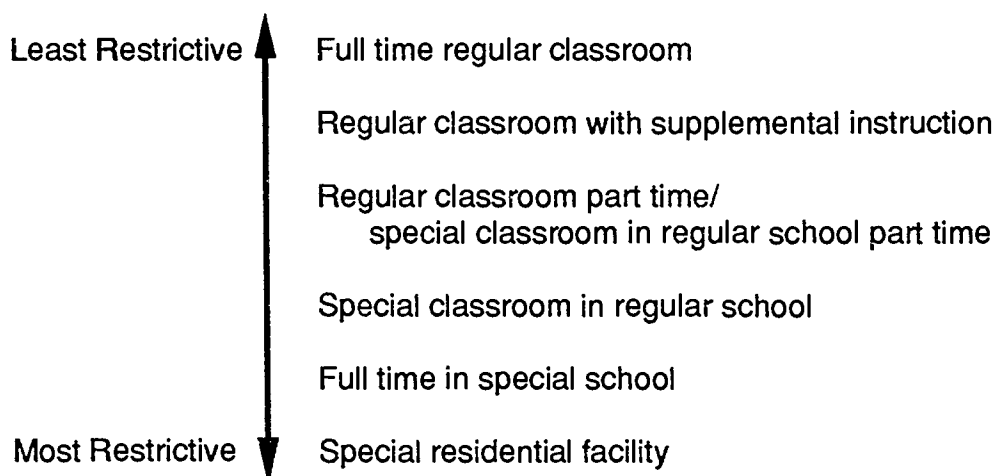 Least Restrictive Full time regular classroom
Regular classroom with supplemental instruction
Regular classroom part time/
special classroom in regular school part time
Special classroom in regular school
Full time in special school
Most Restrictive Special residential facility